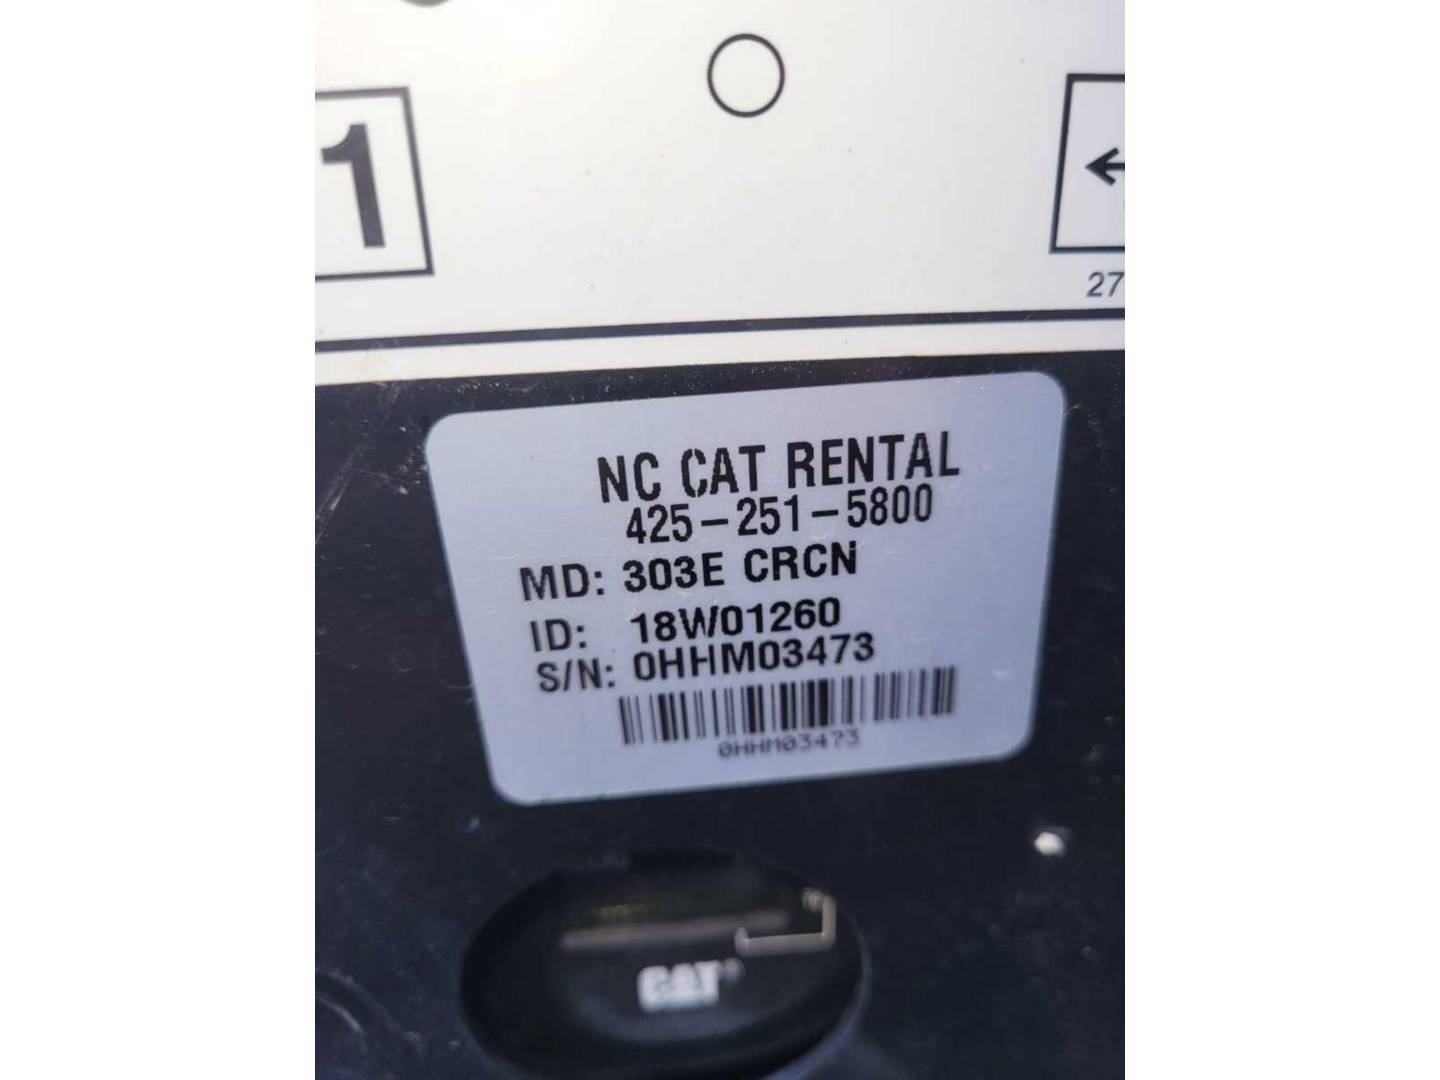 1
27
NC CAT RENTAL
425-251-5800
MD: 303E CRCN
ID: 18W01260
S/N: 0HHM03473
0HHM03473
CAT